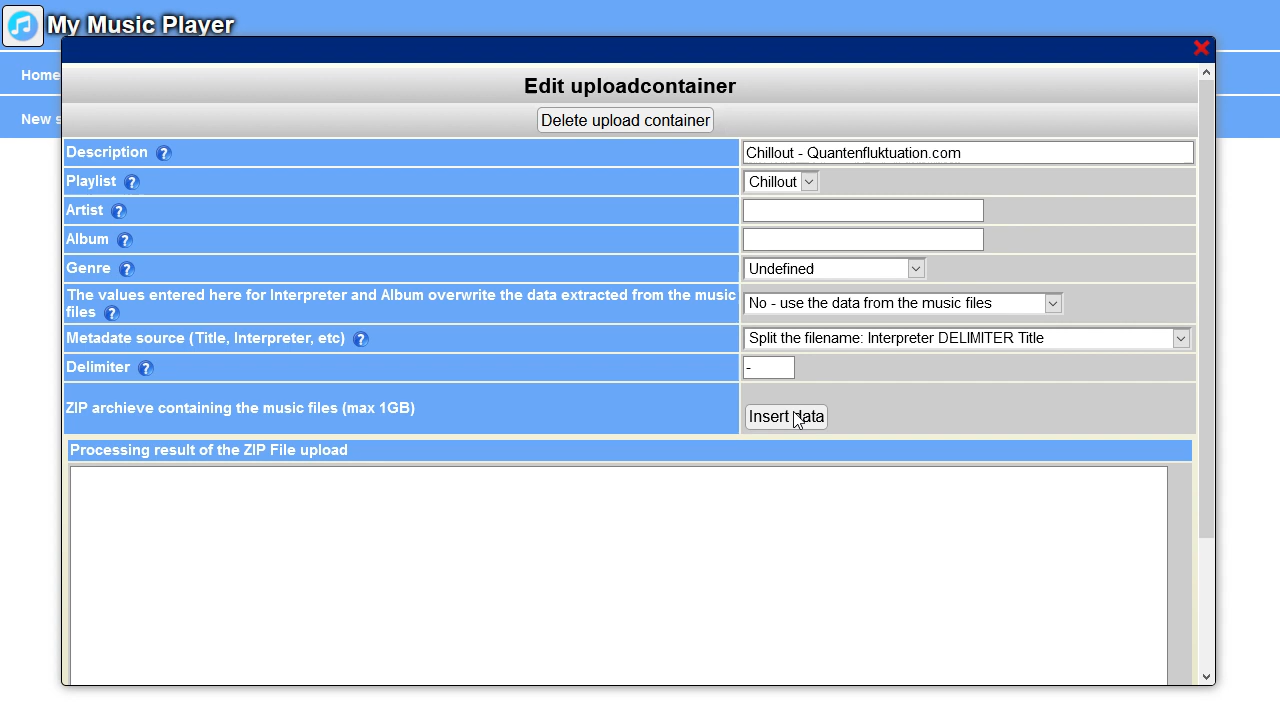 My Music Player
Home
New s
Edit uploadcontainer
Delete upload container
Description ?
Chillout - Quantenfluktuation.com
Playlist ?
Chillout
Artist ?
Album ?
Genre ?
Undefined
The values entered here for Interpreter and Album overwrite the data extracted from the music
files ?
No - use the data from the music files
Metadate source (Title, Interpreter, etc) ?
Split the filename: Interpreter DELIMITER Title
Delimiter ?
-
ZIP archieve containing the music files (max 1GB)
Insert data
Processing result of the ZIP File upload